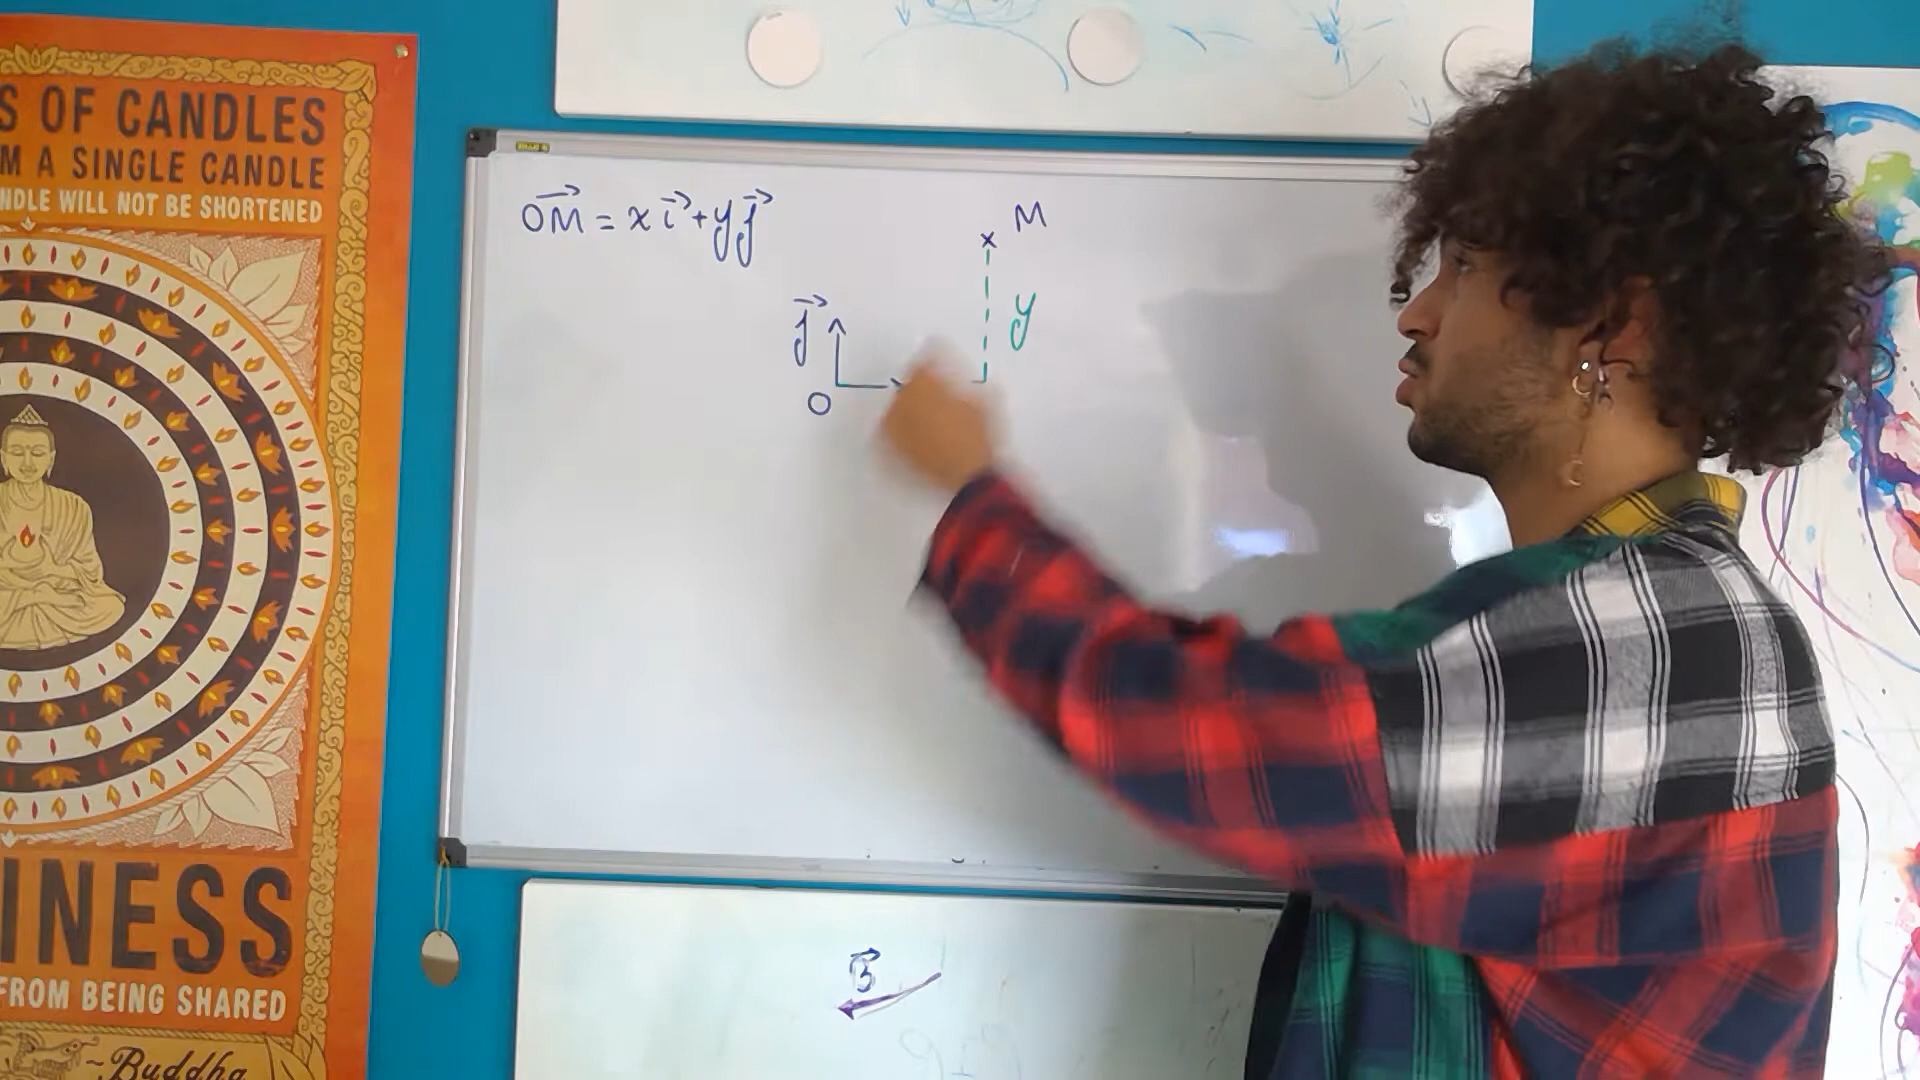 S OF CANDLES
M A SINGLE CANDLE
NDLE WILL NOT BE SHORTENED
INESS
FROM BEING SHARED
~Buddha
OM⃗ = x i⃗ + y j⃗
M
y
j⃗
O
B⃗